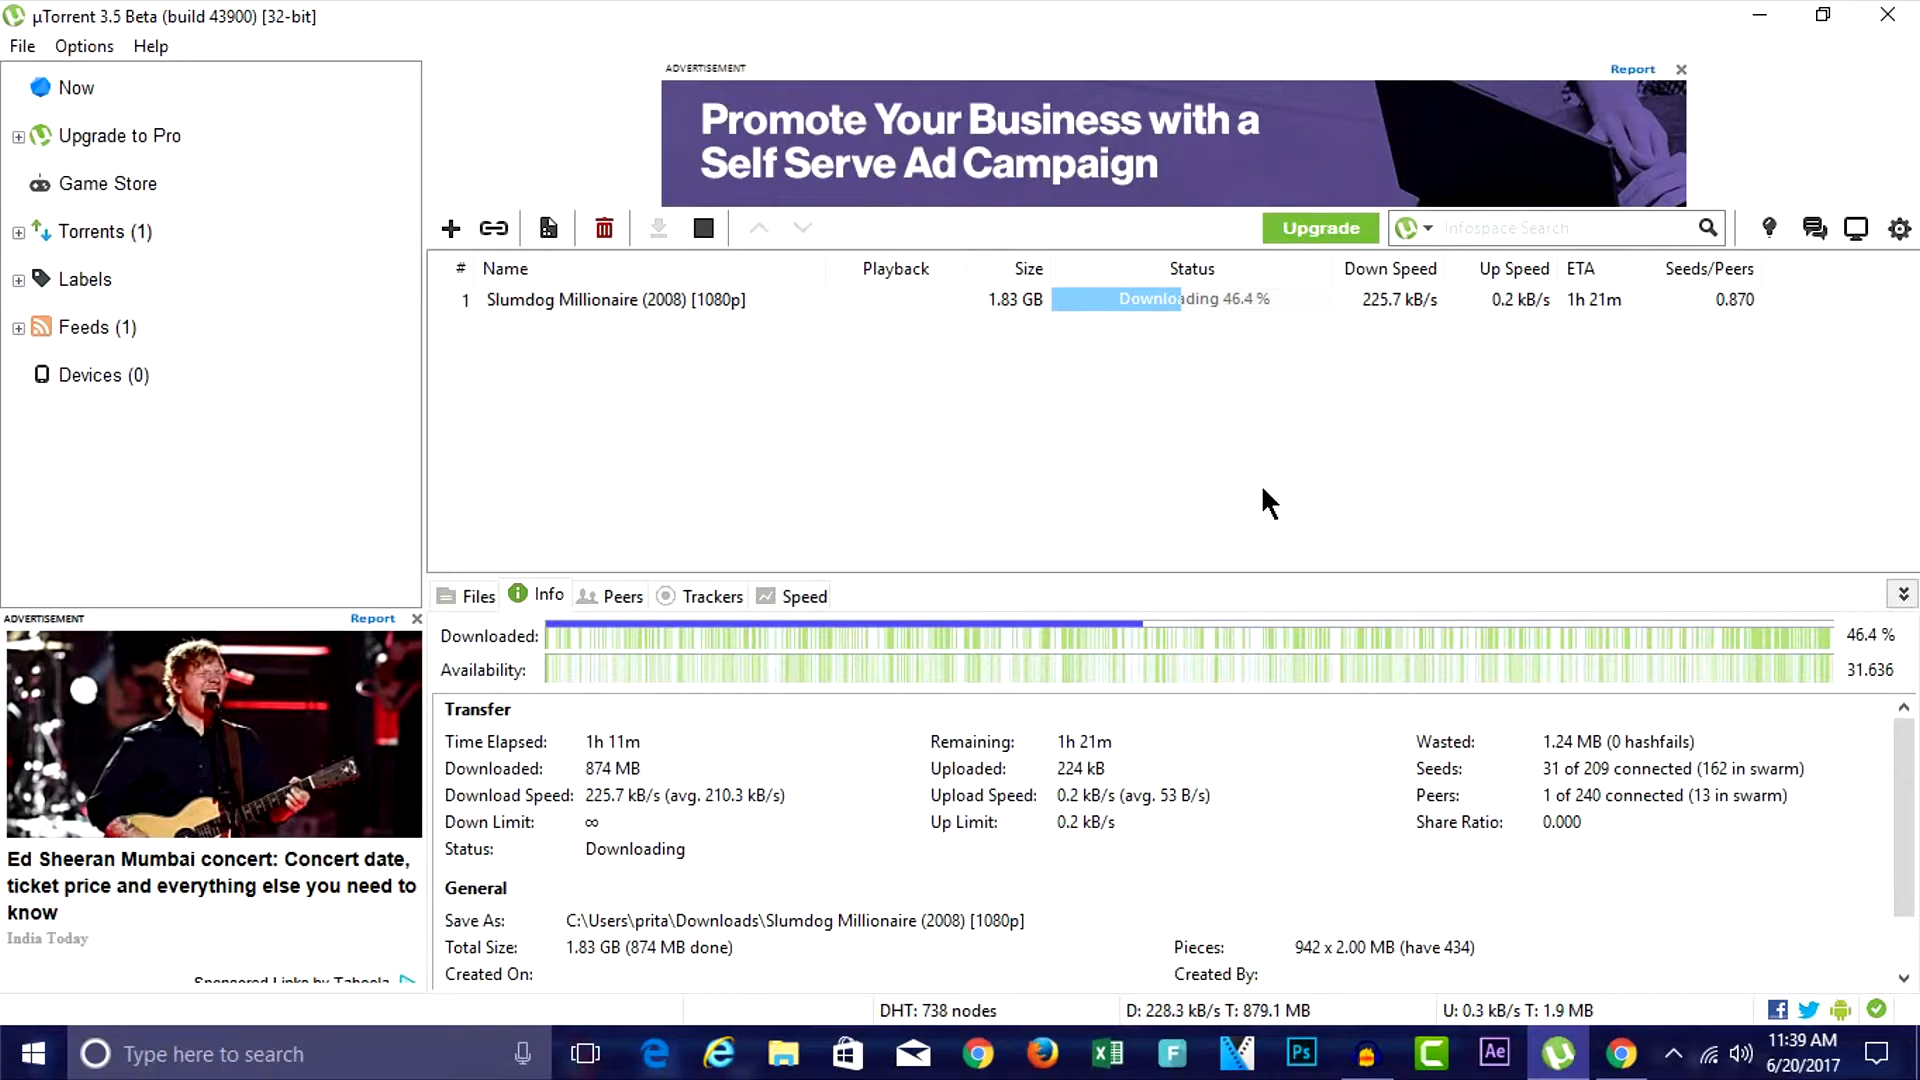 µTorrent 3.5 Beta (build 43900) [32-bit]
File Options Help
Now
Upgrade to Pro
Game Store
Torrents (1)
Labels
Feeds (1)
Devices (0)
ADVERTISEMENT Report
Promote Your Business with a
Self Serve Ad Campaign
Upgrade Infospace Search
# Name Playback Size Status Down Speed Up Speed ETA Seeds/Peers
1 Slumdog Millionaire (2008) [1080p] 1.83 GB Downloading 46.4 % 225.7 kB/s 0.2 kB/s 1h 21m 0.870
Files Info Peers Trackers Speed
Downloaded: 46.4 %
Availability: 31.636
Transfer
Time Elapsed: 1h 11m Remaining: 1h 21m Wasted: 1.24 MB (0 hashfails)
Downloaded: 874 MB Uploaded: 224 kB Seeds: 31 of 209 connected (162 in swarm)
Download Speed: 225.7 kB/s (avg. 210.3 kB/s) Upload Speed: 0.2 kB/s (avg. 53 B/s) Peers: 1 of 240 connected (13 in swarm)
Down Limit: ∞ Up Limit: 0.2 kB/s Share Ratio: 0.000
Status: Downloading
General
Save As: C:\Users\prita\Downloads\Slumdog Millionaire (2008) [1080p]
Total Size: 1.83 GB (874 MB done) Pieces: 942 x 2.00 MB (have 434)
Created On: Created By:
ADVERTISEMENT Report
Ed Sheeran Mumbai concert: Concert date,
ticket price and everything else you need to
know
India Today
Sponsored Links by Taboola
DHT: 738 nodes D: 228.3 kB/s T: 879.1 MB U: 0.3 kB/s T: 1.9 MB
Type here to search
Ps
Ae
11:39 AM
6/20/2017